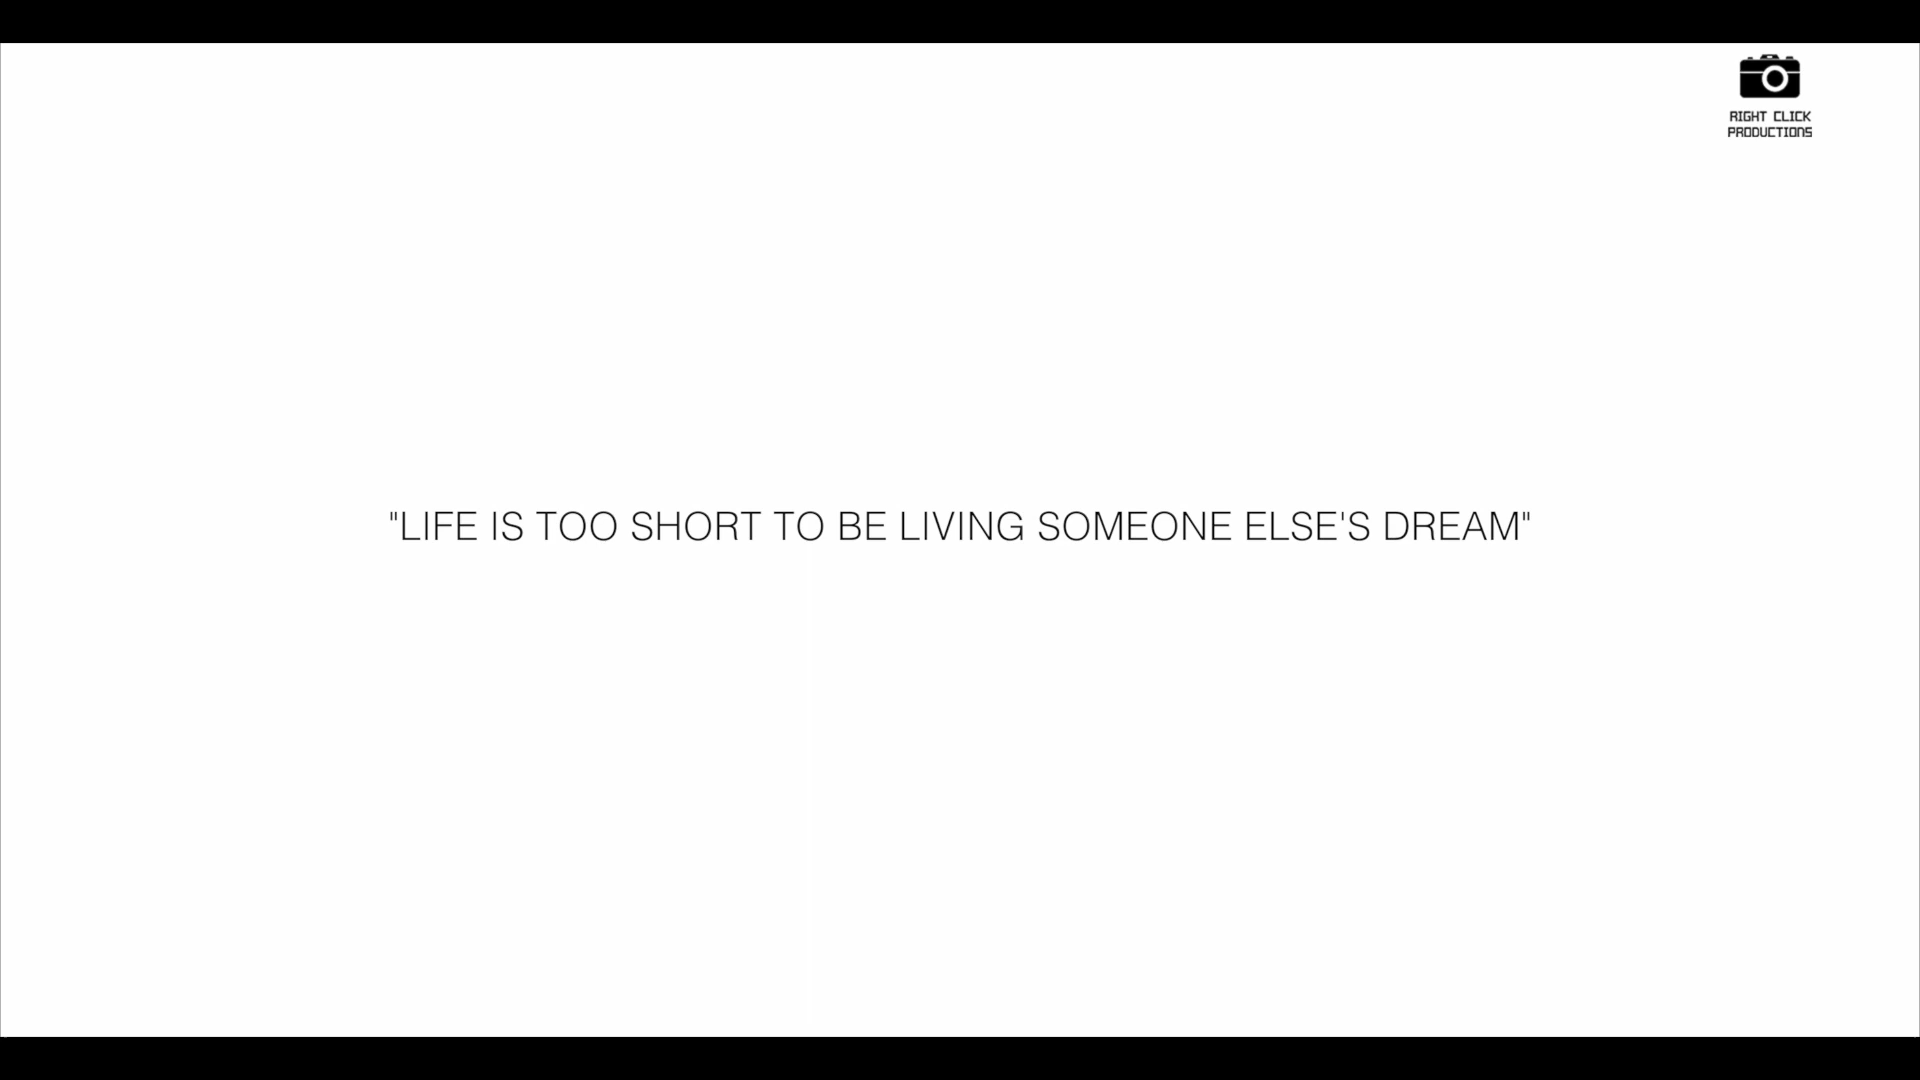 RIGHT CLICK
PRODUCTIONS
"LIFE IS TOO SHORT TO BE LIVING SOMEONE ELSE'S DREAM"